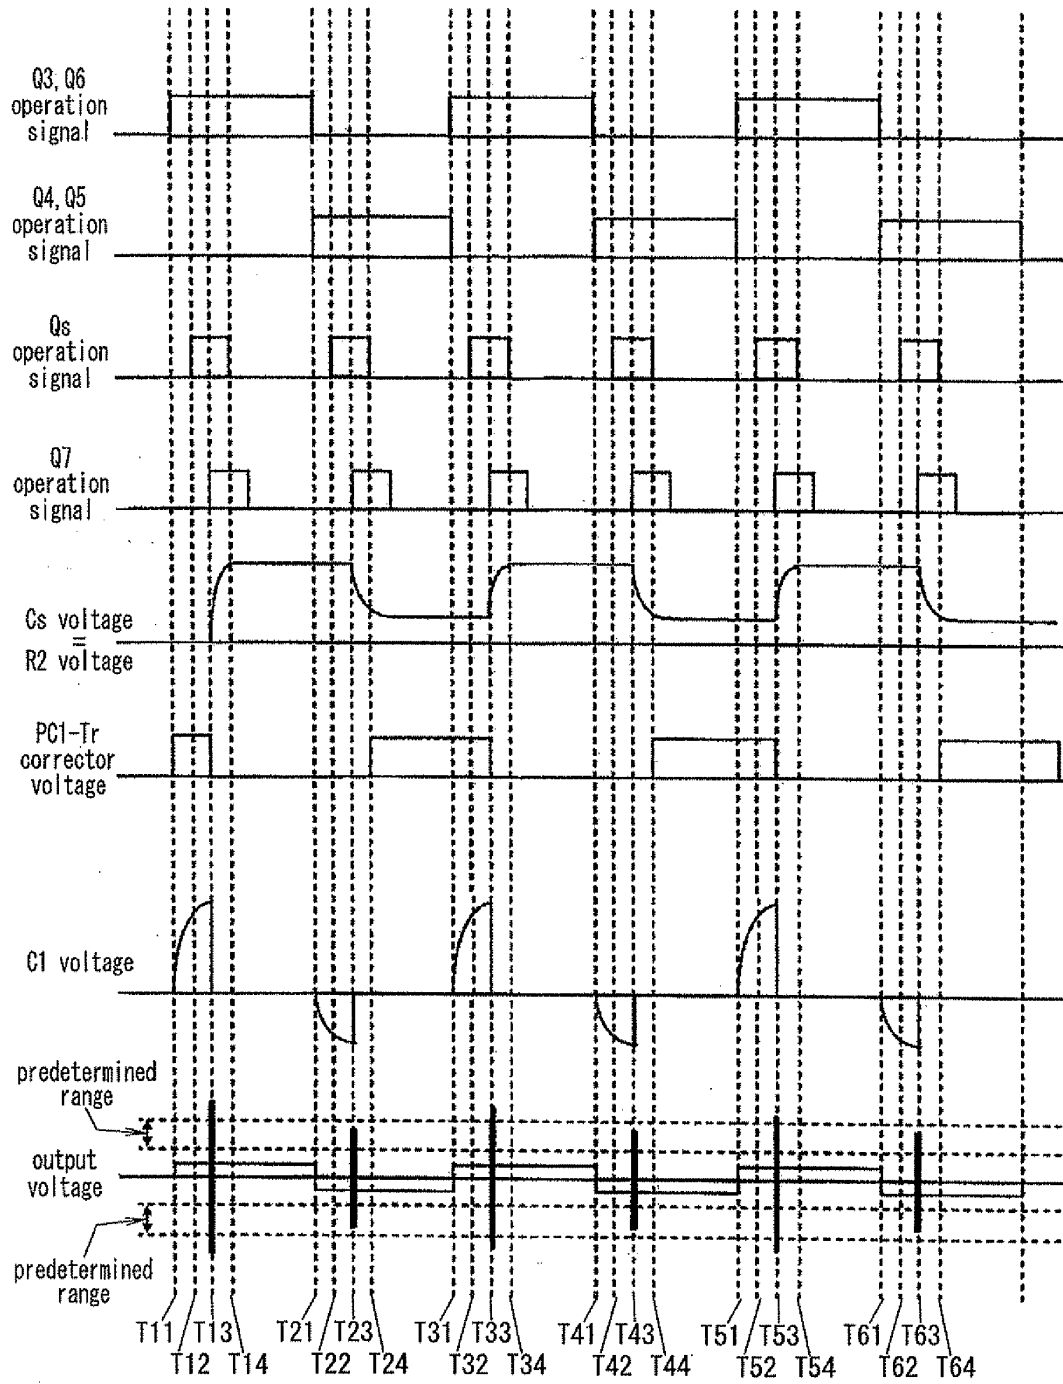 Q3, Q6
operation
signal
Q4, Q5
operation
signal
Qs
operation
signal
Q7
operation
signal
Cs voltage
=
R2 voltage
PC1-Tr
corrector
voltage
C1 voltage
predetermined
range
output
voltage
predetermined
range
T11 T13 T21 T23 T31 T33 T41 T43 T51 T53 T61 T63
T12 T14 T22 T24 T32 T34 T42 T44 T52 T54 T62 T64